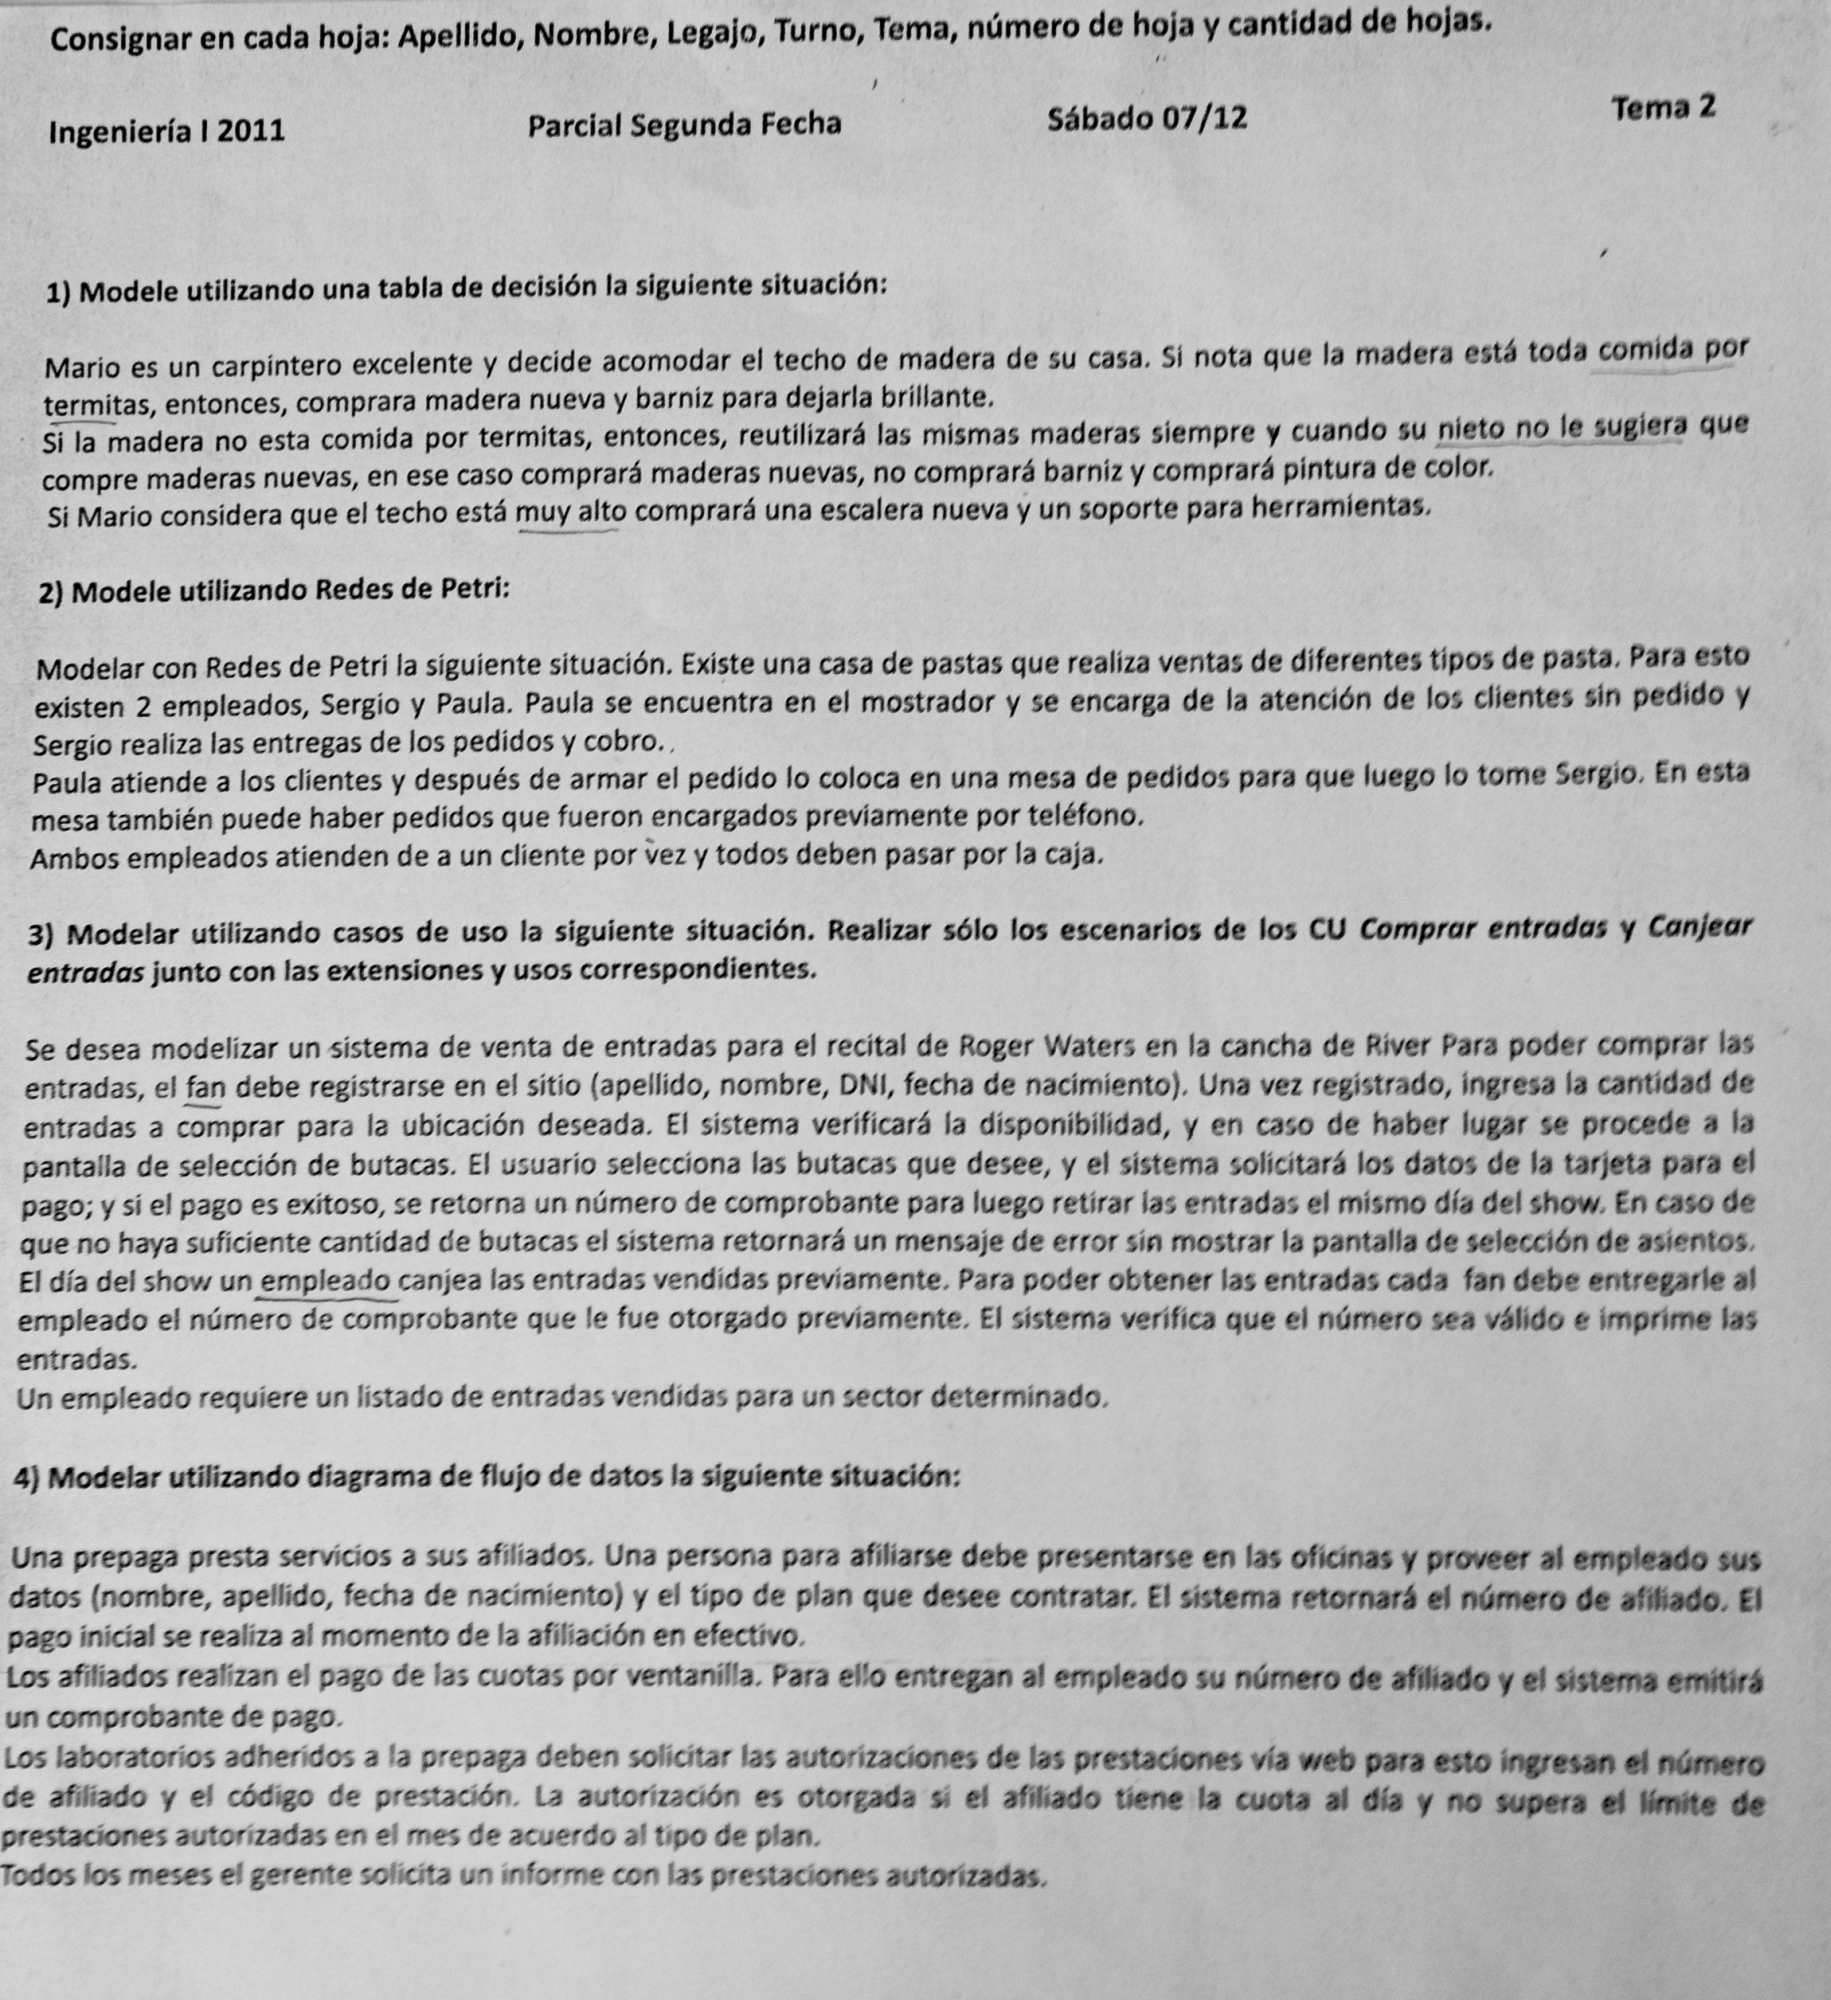 Consignar en cada hoja: Apellido, Nombre, Legajo, Turno, Tema, número de hoja y cantidad de hojas.
Ingeniería I 2011 Parcial Segunda Fecha Sábado 07/12 Tema 2
1) Modele utilizando una tabla de decisión la siguiente situación:
Mario es un carpintero excelente y decide acomodar el techo de madera de su casa. Si nota que la madera está toda comida por
termitas, entonces, comprara madera nueva y barniz para dejarla brillante.
Si la madera no esta comida por termitas, entonces, reutilizará las mismas maderas siempre y cuando su nieto no le sugiera que
compre maderas nuevas, en ese caso comprará maderas nuevas, no comprará barniz y comprará pintura de color.
Si Mario considera que el techo está muy alto comprará una escalera nueva y un soporte para herramientas.
2) Modele utilizando Redes de Petri:
Modelar con Redes de Petri la siguiente situación. Existe una casa de pastas que realiza ventas de diferentes tipos de pasta. Para esto
existen 2 empleados, Sergio y Paula. Paula se encuentra en el mostrador y se encarga de la atención de los clientes sin pedido y
Sergio realiza las entregas de los pedidos y cobro.
Paula atiende a los clientes y después de armar el pedido lo coloca en una mesa de pedidos para que luego lo tome Sergio. En esta
mesa también puede haber pedidos que fueron encargados previamente por teléfono.
Ambos empleados atienden de a un cliente por vez y todos deben pasar por la caja.
3) Modelar utilizando casos de uso la siguiente situación. Realizar sólo los escenarios de los CU Comprar entradas y Canjear
entradas junto con las extensiones y usos correspondientes.
Se desea modelizar un sistema de venta de entradas para el recital de Roger Waters en la cancha de River Para poder comprar las
entradas, el fan debe registrarse en el sitio (apellido, nombre, DNI, fecha de nacimiento). Una vez registrado, ingresa la cantidad de
entradas a comprar para la ubicación deseada. El sistema verificará la disponibilidad, y en caso de haber lugar se procede a la
pantalla de selección de butacas. El usuario selecciona las butacas que desee, y el sistema solicitará los datos de la tarjeta para el
pago; y si el pago es exitoso, se retorna un número de comprobante para luego retirar las entradas el mismo día del show. En caso de
que no haya suficiente cantidad de butacas el sistema retornará un mensaje de error sin mostrar la pantalla de selección de asientos.
El día del show un empleado canjea las entradas vendidas previamente. Para poder obtener las entradas cada fan debe entregarle al
empleado el número de comprobante que le fue otorgado previamente. El sistema verifica que el número sea válido e imprime las
entradas.
Un empleado requiere un listado de entradas vendidas para un sector determinado.
4) Modelar utilizando diagrama de flujo de datos la siguiente situación:
Una prepaga presta servicios a sus afiliados. Una persona para afiliarse debe presentarse en las oficinas y proveer al empleado sus
datos (nombre, apellido, fecha de nacimiento) y el tipo de plan que desee contratar. El sistema retornará el número de afiliado. El
pago inicial se realiza al momento de la afiliación en efectivo.
Los afiliados realizan el pago de las cuotas por ventanilla. Para ello entregan al empleado su número de afiliado y el sistema emitirá
un comprobante de pago.
Los laboratorios adheridos a la prepaga deben solicitar las autorizaciones de las prestaciones vía web para esto ingresan el número
de afiliado y el código de prestación. La autorización es otorgada si el afiliado tiene la cuota al día y no supera el límite de
prestaciones autorizadas en el mes de acuerdo al tipo de plan.
Todos los meses el gerente solicita un informe con las prestaciones autorizadas.